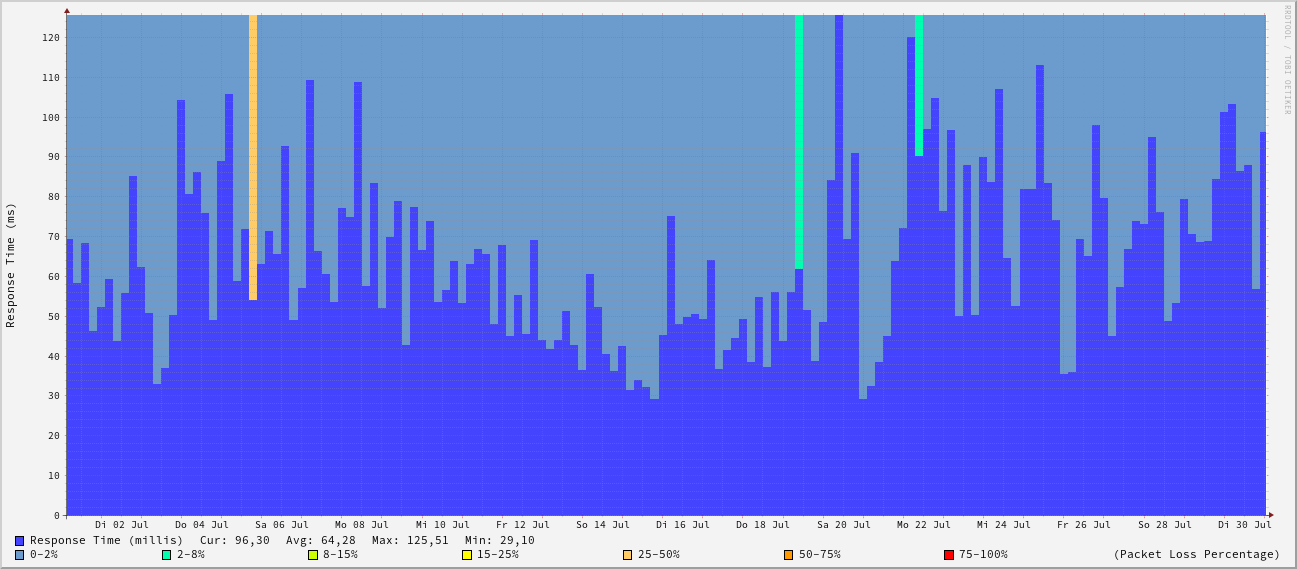 RRDTOOL / TOBI OETIKER
Response Time (ms)
120
110
100
90
80
70
60
50
40
30
20
10
0
Di 02 Jul Do 04 Jul Sa 06 Jul Mo 08 Jul Mi 10 Jul Fr 12 Jul So 14 Jul Di 16 Jul Do 18 Jul Sa 20 Jul Mo 22 Jul Mi 24 Jul Fr 26 Jul So 28 Jul Di 30 Jul
Response Time (millis) Cur: 96,30 Avg: 64,28 Max: 125,51 Min: 29,10
0-2% 2-8% 8-15% 15-25% 25-50% 50-75% 75-100% (Packet Loss Percentage)